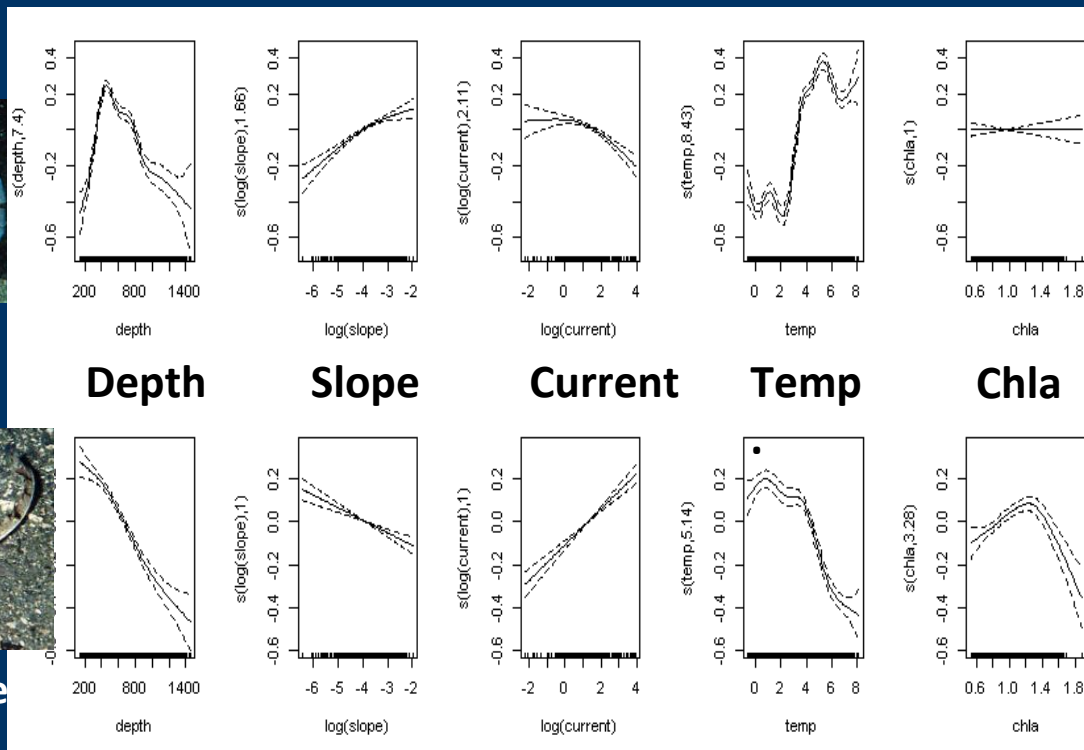 0.4
0.2
-0.2
-0.6
s(depth,7.4)
200 800 1400
depth
0.4
0.2
-0.2
-0.6
s(log(slope),1.66)
-6 -5 -4 -3 -2
log(slope)
0.4
0.2
-0.2
-0.6
s(log(current),2.11)
-2 0 2 4
log(current)
0.4
0.2
-0.2
-0.6
s(temp,8.43)
0 2 4 6 8
temp
0.4
0.2
-0.2
-0.6
s(chla,1)
0.6 1.0 1.4 1.8
chla
Depth Slope Current Temp Chla
200 800 1400
depth
0.2
0.0
-0.2
-0.4
-0.6
s(log(slope),1)
-6 -5 -4 -3 -2
log(slope)
0.2
0.0
-0.2
-0.4
-0.6
s(log(current),1)
-2 0 2 4
log(current)
0.2
0.0
-0.2
-0.4
-0.6
s(temp,5.14)
0 2 4 6 8
temp
0.2
0.0
-0.2
-0.4
-0.6
s(chla,3.28)
0.6 1.0 1.4 1.8
chla